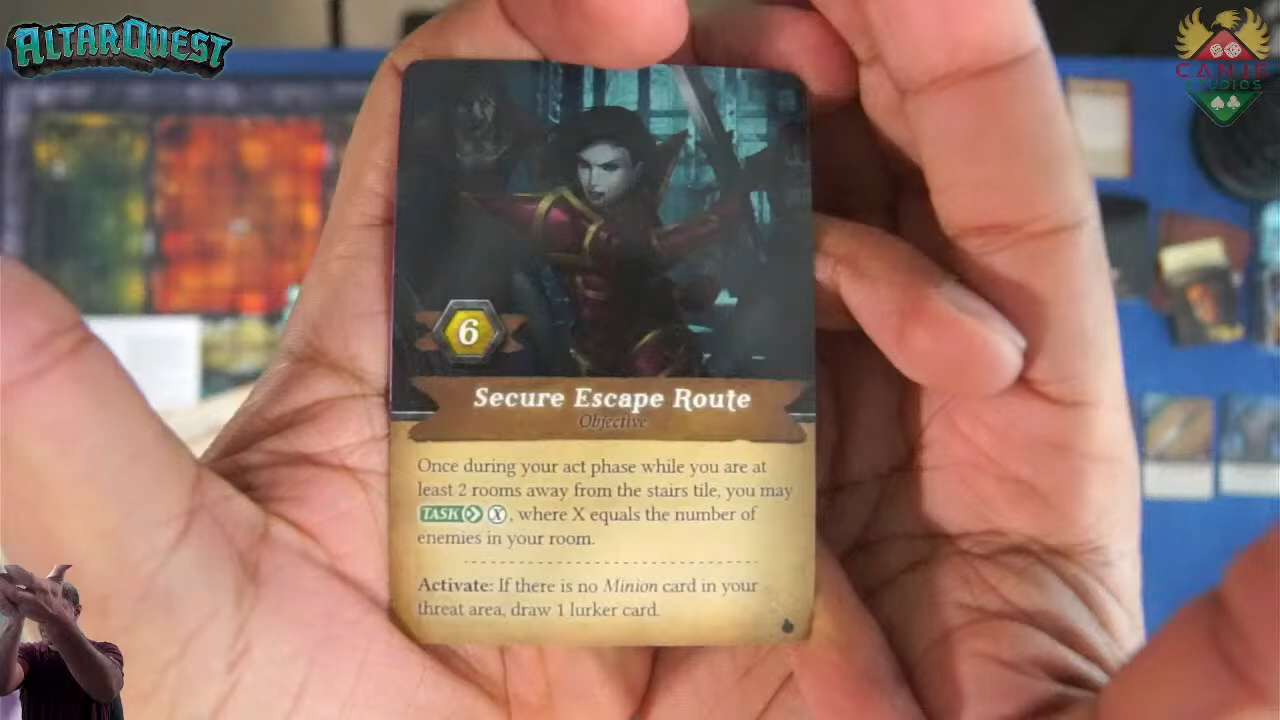 ALTARQUEST
CANJE
STUDIOS
6
Secure Escape Route
Objective
Once during your act phase while you are at
least 2 rooms away from the stairs tile, you may
TASK X, where X equals the number of
enemies in your room.
Activate: If there is no Minion card in your
threat area, draw 1 lurker card.